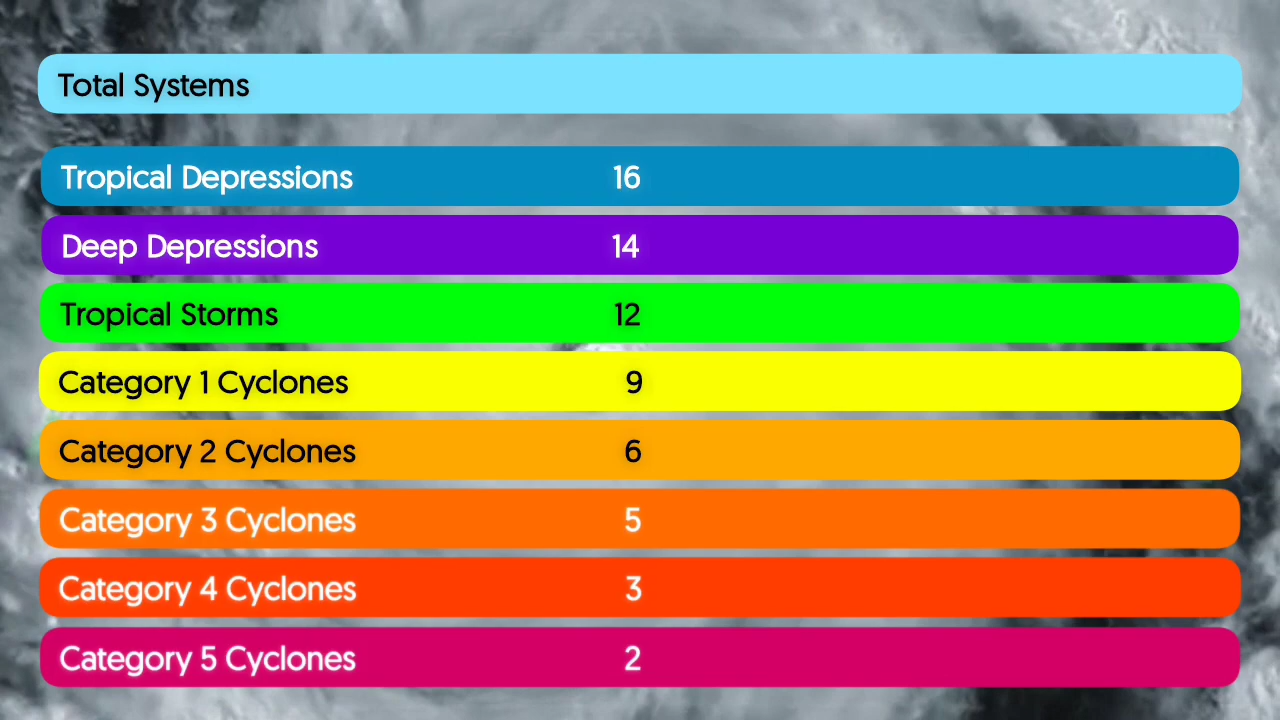 Total Systems
Tropical Depressions 16
Deep Depressions 14
Tropical Storms 12
Category 1 Cyclones 9
Category 2 Cyclones 6
Category 3 Cyclones 5
Category 4 Cyclones 3
Category 5 Cyclones 2